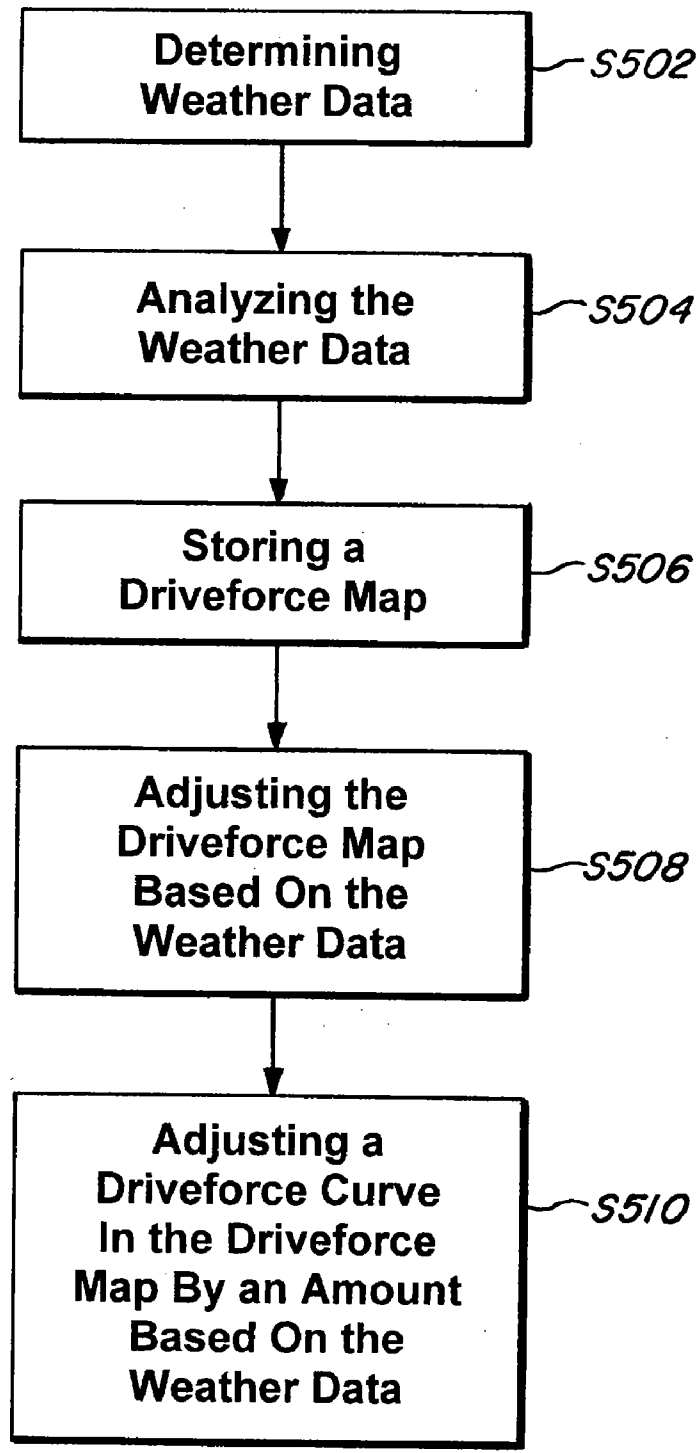 Determining
Weather Data
S502
Analyzing the
Weather Data
S504
Storing a
Driveforce Map
S506
Adjusting the
Driveforce Map
Based On the
Weather Data
S508
Adjusting a
Driveforce Curve
In the Driveforce
Map By an Amount
Based On the
Weather Data
S510